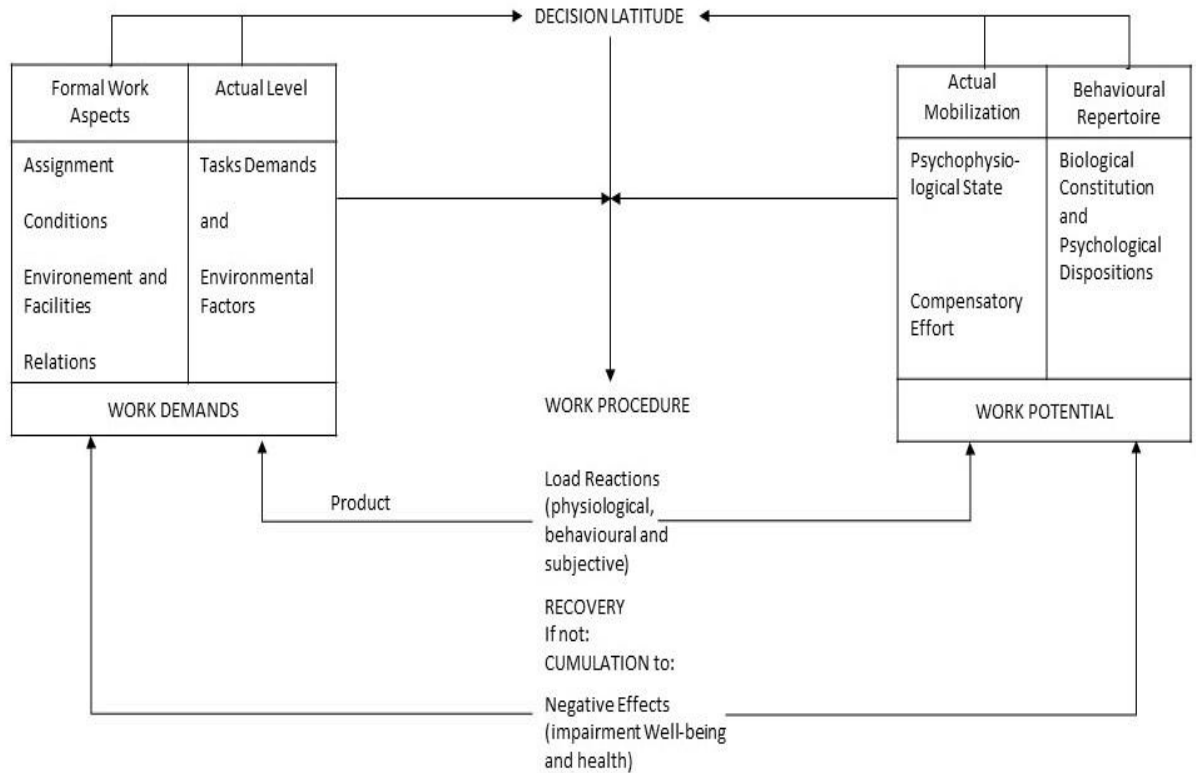 DECISION LATITUDE
Formal Work
Aspects
Actual Level
Assignment
Conditions
Environement and
Facilities
Relations
Tasks Demands
and
Environmental
Factors
WORK DEMANDS
Actual
Mobilization
Behavioural
Repertoire
Psychophysio-
logical State
Compensatory
Effort
Biological
Constitution
and
Psychological
Dispositions
WORK POTENTIAL
WORK PROCEDURE
Product
Load Reactions
(physiological,
behavioural and
subjective)
RECOVERY
If not:
CUMULATION to:
Negative Effects
(impairment Well-being
and health)